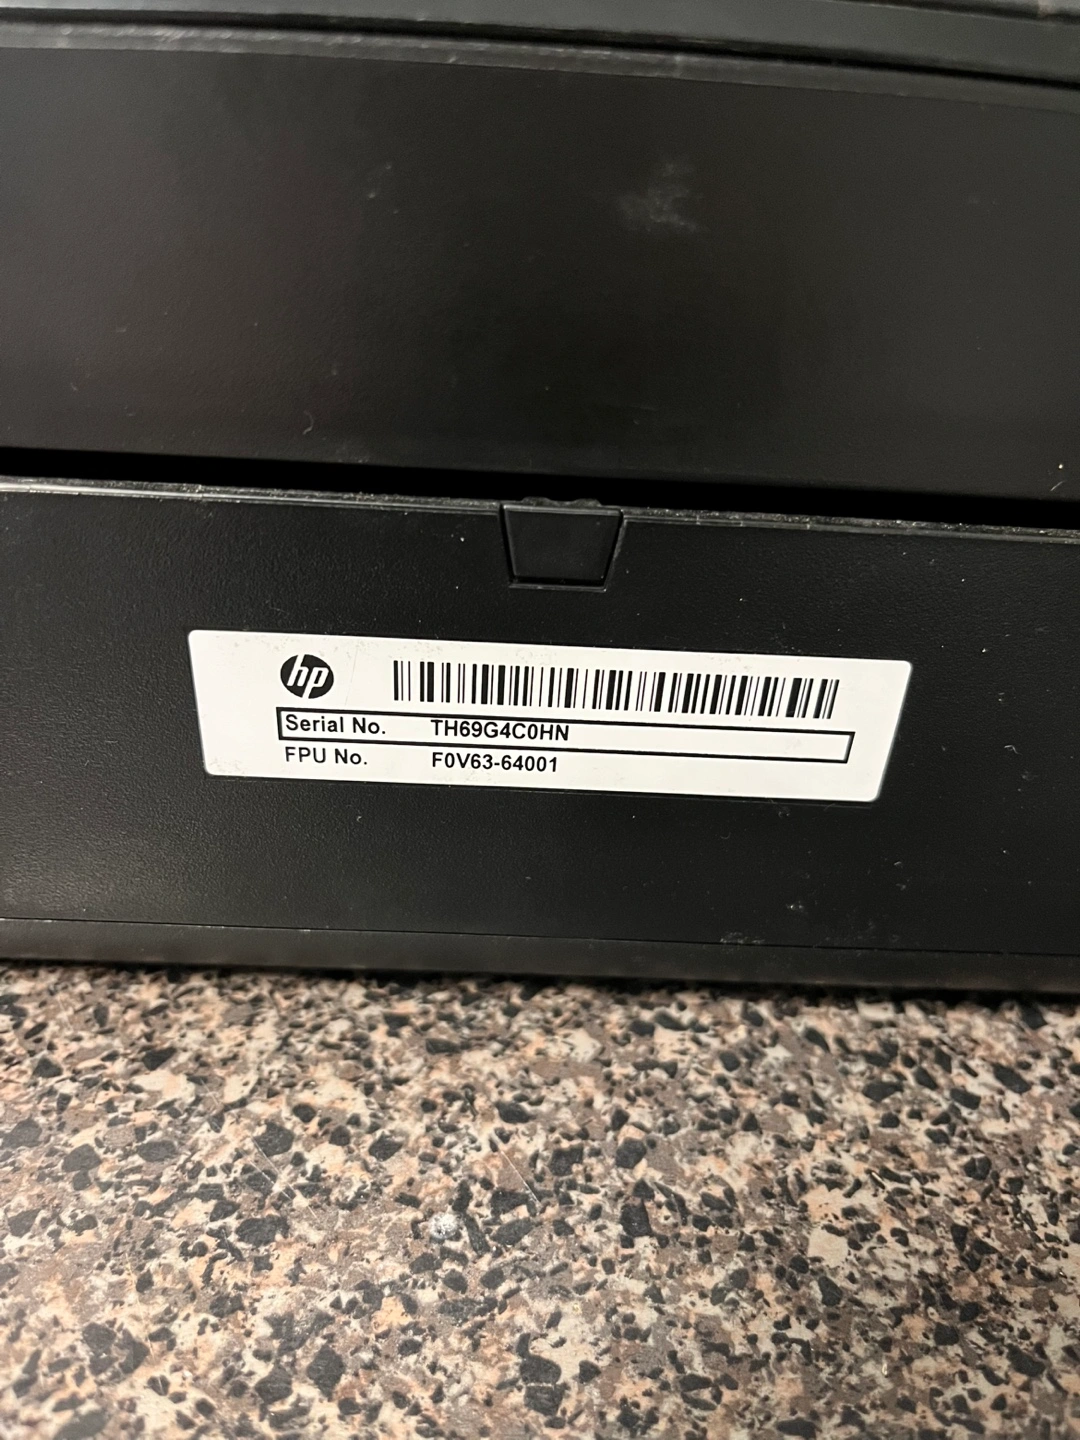 hp
Serial No. TH69G4C0HN
FPU No. F0V63-64001